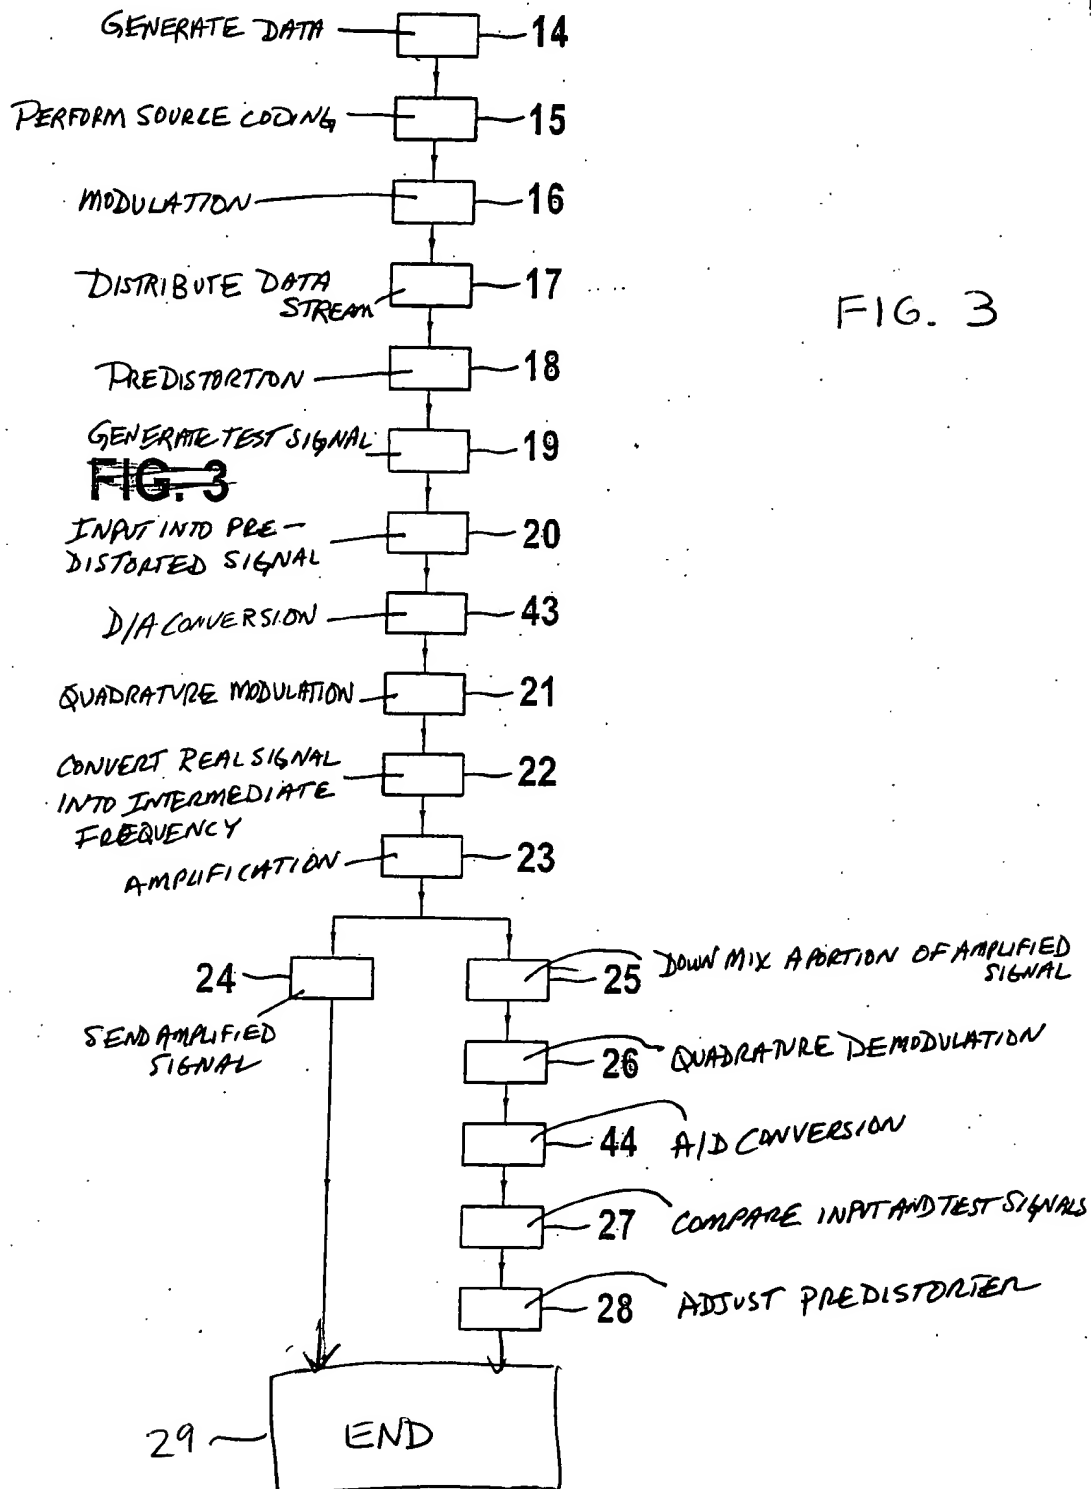 GENERATE DATA 14
PERFORM SOURCE CODING 15
MODULATION 16
DISTRIBUTE DATA
STREAM 17
FIG. 3
PREDISTORTION 18
GENERATE TEST SIGNAL 19
FIG. 3
INPUT INTO PRE-
DISTORTED SIGNAL 20
D/A CONVERSION 43
QUADRATURE MODULATION 21
CONVERT REAL SIGNAL
INTO INTERMEDIATE
FREQUENCY 22
AMPLIFICATION 23
24
SEND AMPLIFIED
SIGNAL
25 DOWN MIX A PORTION OF AMPLIFIED
SIGNAL
26 QUADRATURE DEMODULATION
44 A/D CONVERSION
27 COMPARE INPUT AND TEST SIGNALS
28 ADJUST PREDISTORTER
29 END